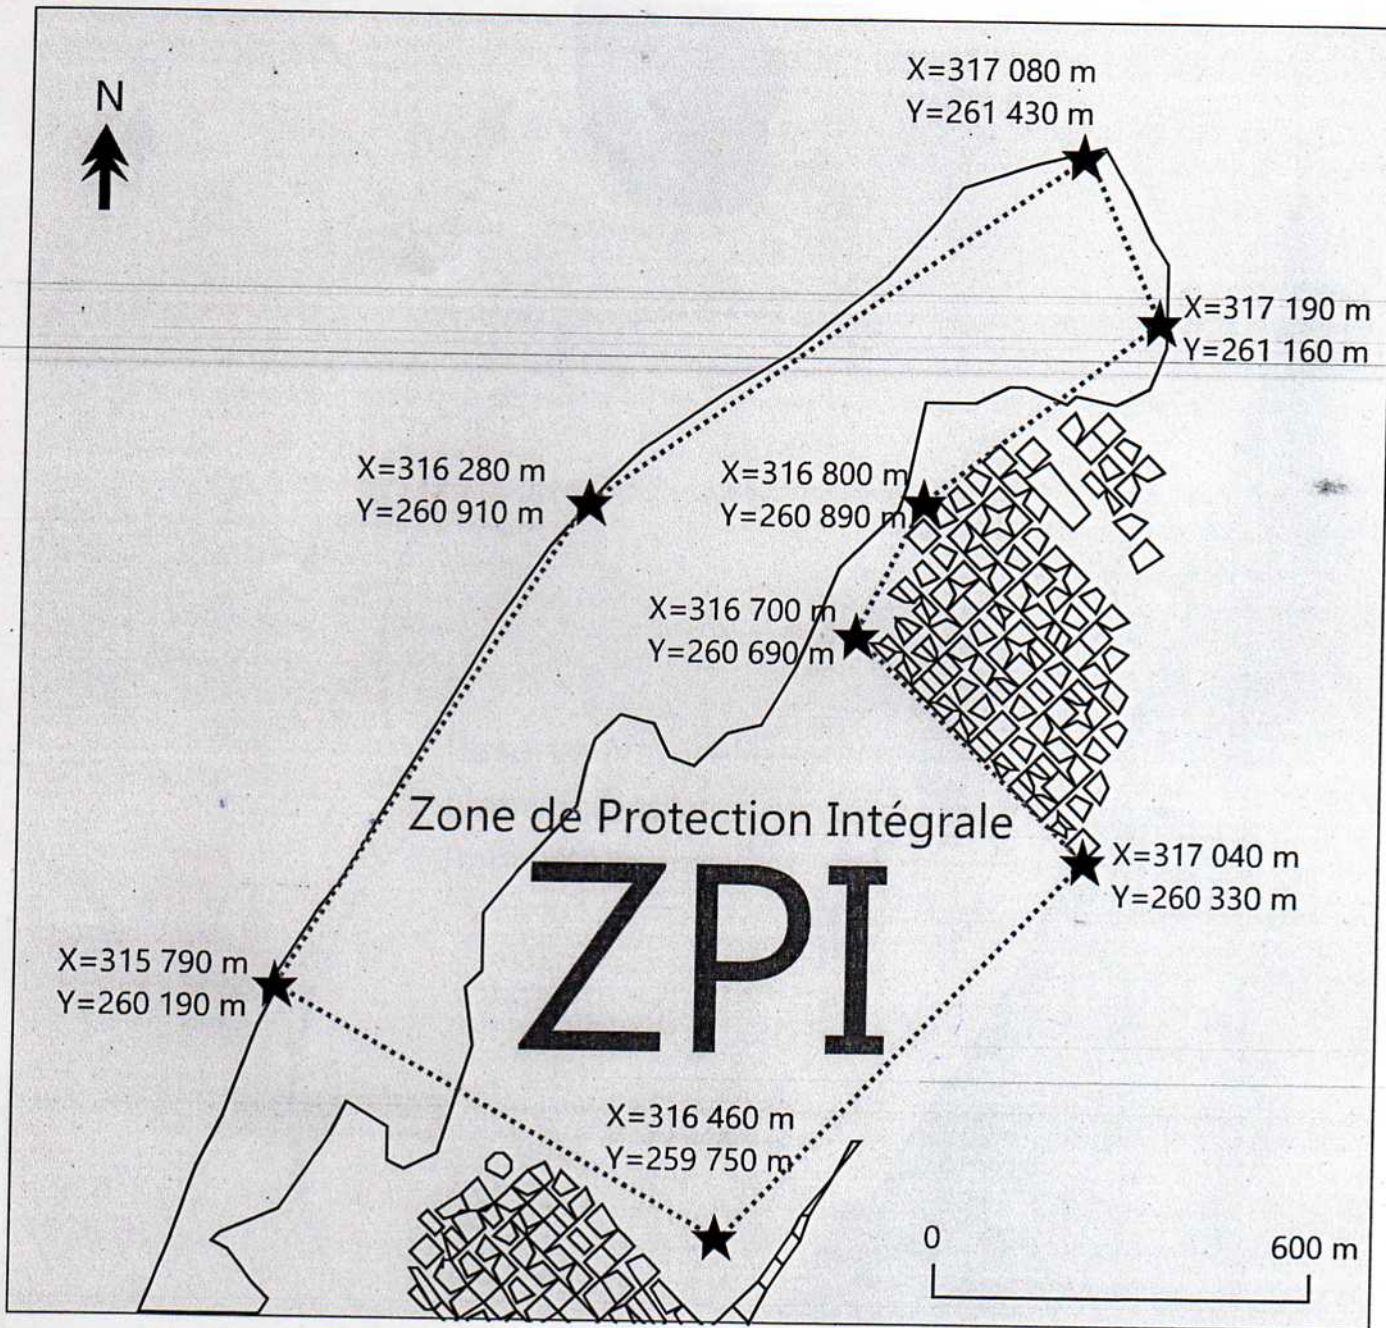 N
X=317 080 m
Y=261 430 m
X=317 190 m
Y=261 160 m
X=316 280 m
Y=260 910 m
X=316 800 m
Y=260 890 m
X=316 700 m
Y=260 690 m
Zone de Protection Intégrale
ZPI
X=317 040 m
Y=260 330 m
X=315 790 m
Y=260 190 m
X=316 460 m
Y=259 750 m
0
600 m